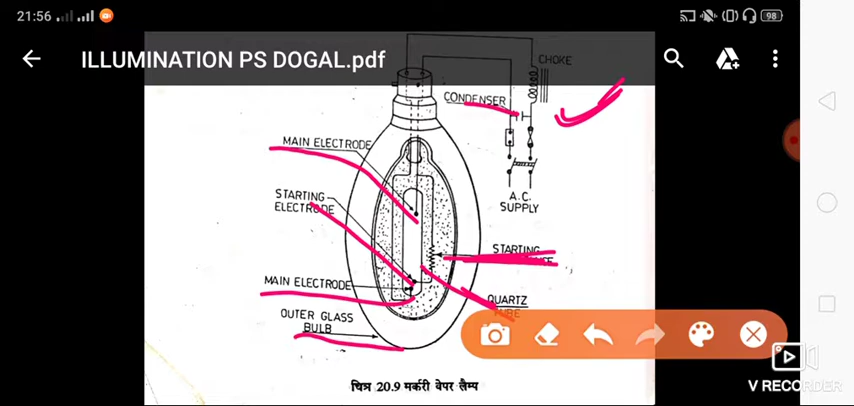 21:56
98
ILLUMINATION PS DOGAL.pdf
CHOKE
CONDENSER
MAIN ELECTRODE
A.C.
SUPPLY
STARTING
ELECTRODE
STARTING
MAIN ELECTRODE
QUARTZ
OUTER GLASS
BULB
चित्र 20.9 मर्करी वेपर लैम्प
V RECORDER